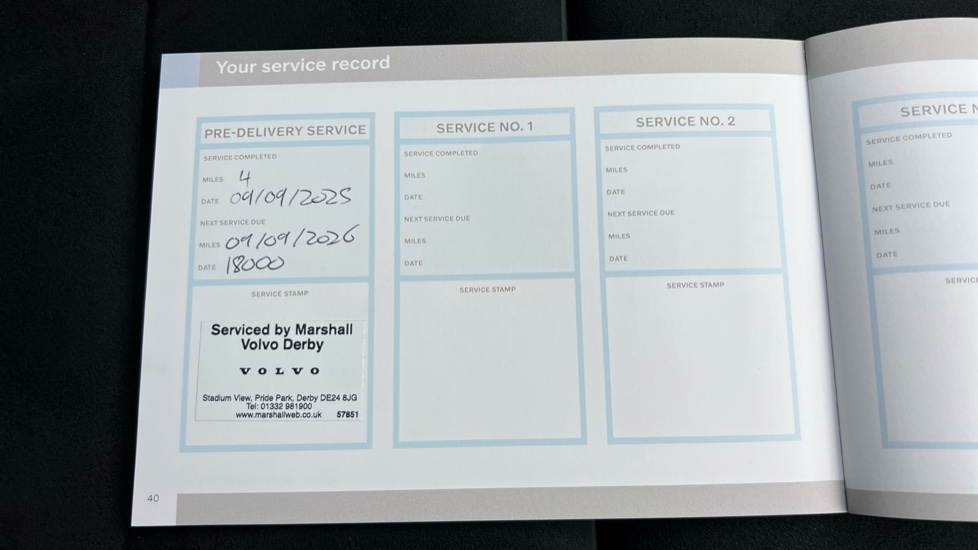 Your service record
PRE-DELIVERY SERVICE
SERVICE COMPLETED
MILES 4
DATE 09/09/2025
NEXT SERVICE DUE
MILES 09/09/2026
DATE 18000
SERVICE STAMP
Serviced by Marshall
Volvo Derby
VOLVO
Stadium View, Pride Park, Derby DE24 8JG
Tel: 01332 981900
www.marshallweb.co.uk 57851
SERVICE NO. 1
SERVICE COMPLETED
MILES
DATE
NEXT SERVICE DUE
MILES
DATE
SERVICE STAMP
SERVICE NO. 2
SERVICE COMPLETED
MILES
DATE
NEXT SERVICE DUE
MILES
DATE
SERVICE STAMP
SERVICE
SERVICE COMPLETED
MILES
DATE
NEXT SERVICE DUE
MILES
DATE
40